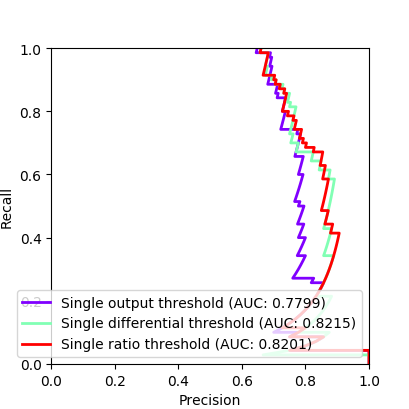 1.0
0.8
0.6
0.4
0.2
0.0
Recall
Single output threshold (AUC: 0.7799)
Single differential threshold (AUC: 0.8215)
Single ratio threshold (AUC: 0.8201)
0.0 0.2 0.4 0.6 0.8 1.0
Precision